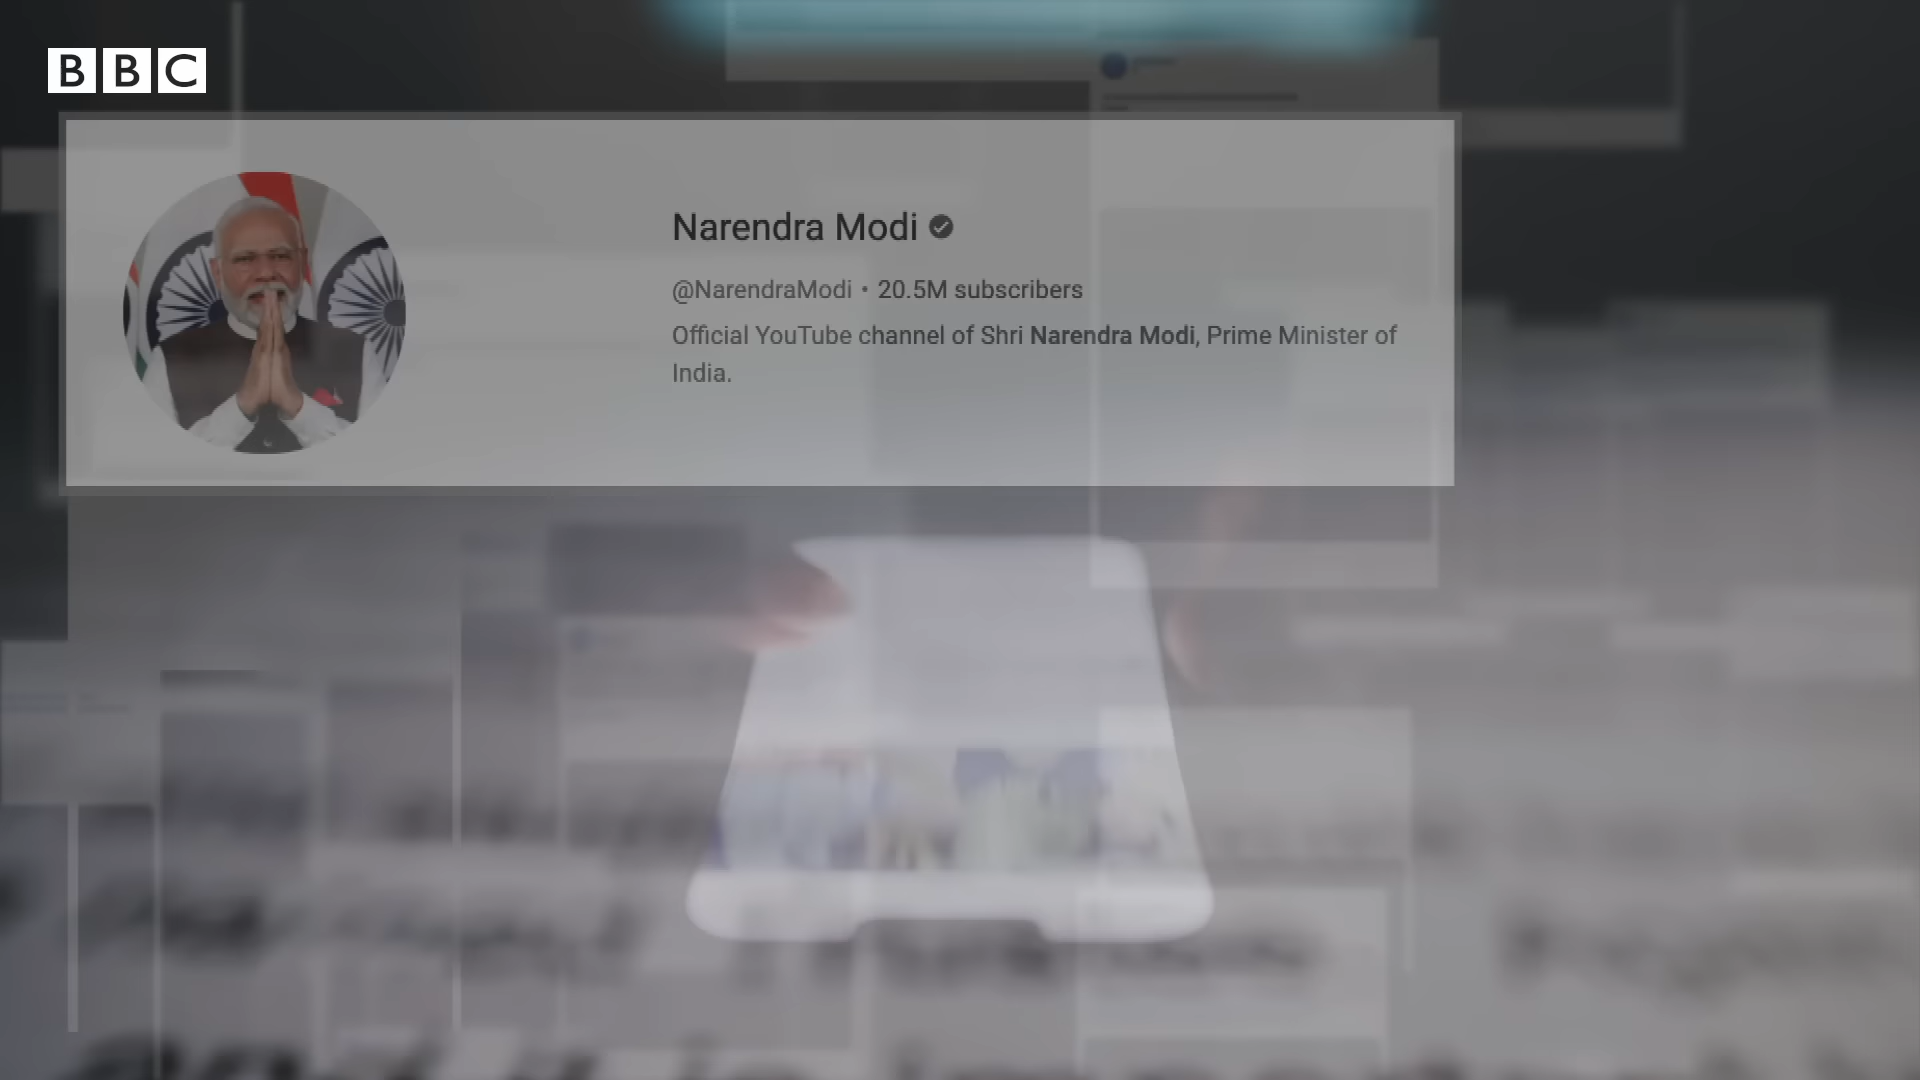 BBC
Narendra Modi
@NarendraModi • 20.5M subscribers
Official YouTube channel of Shri Narendra Modi, Prime Minister of
India.